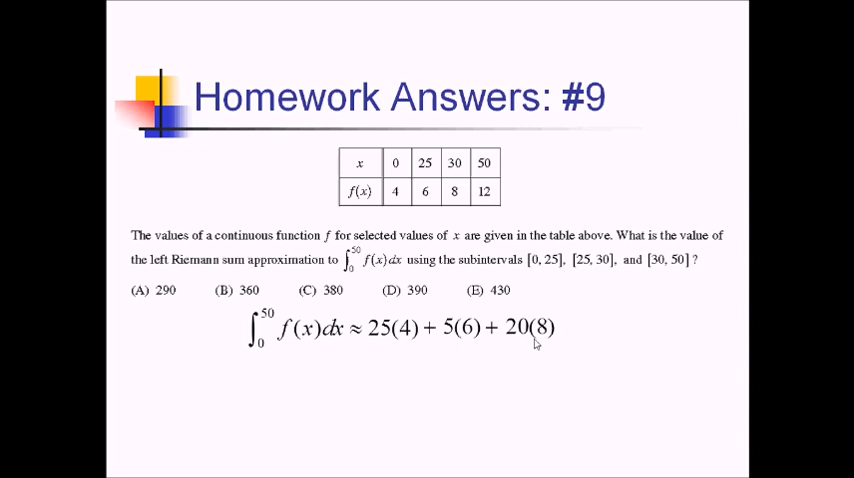 Homework Answers: #9
x 0 25 30 50
f(x) 4 6 8 12
The values of a continuous function f for selected values of x are given in the table above. What is the value of
the left Riemann sum approximation to ∫₀⁵⁰ f(x) dx using the subintervals [0, 25], [25, 30], and [30, 50] ?
(A) 290 (B) 360 (C) 380 (D) 390 (E) 430
∫₀⁵⁰ f(x)dx ≈ 25(4) + 5(6) + 20(8)